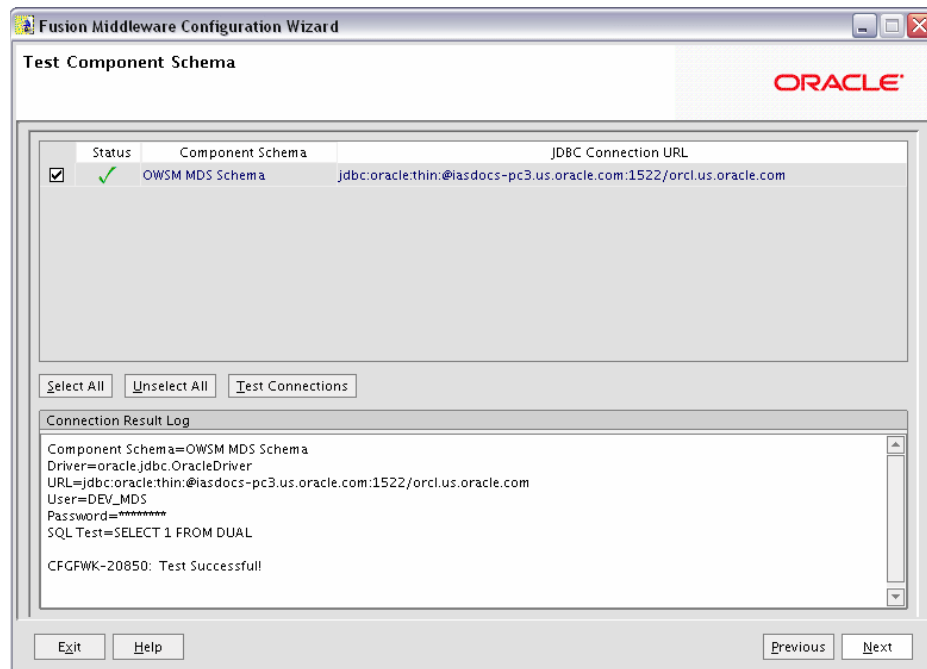 Fusion Middleware Configuration Wizard
Test Component Schema
ORACLE
Status Component Schema JDBC Connection URL
OWSM MDS Schema jdbc:oracle:thin:@iasdocs-pc3.us.oracle.com:1522/orcl.us.oracle.com
Select All Unselect All Test Connections
Connection Result Log
Component Schema=OWSM MDS Schema
Driver=oracle.jdbc.OracleDriver
URL=jdbc:oracle:thin:@iasdocs-pc3.us.oracle.com:1522/orcl.us.oracle.com
User=DEV_MDS
Password=********
SQL Test=SELECT 1 FROM DUAL
CFGFWK-20850: Test Successful!
Exit Help Previous Next